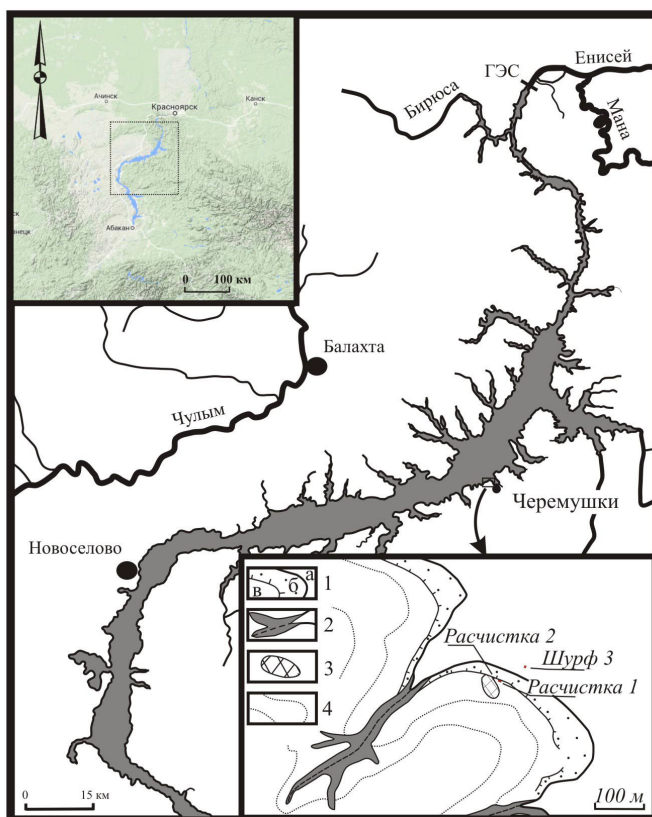 Ачинск
Красноярск
Канск
Абакан
0 100 км
ГЭС
Енисей
Бирюса
Мана
Балахта
Чулым
Черемушки
Новоселово
0 15 км
а
б
в
1
2
3
4
Расчистка 2
Шурф 3
Расчистка 1
100 м